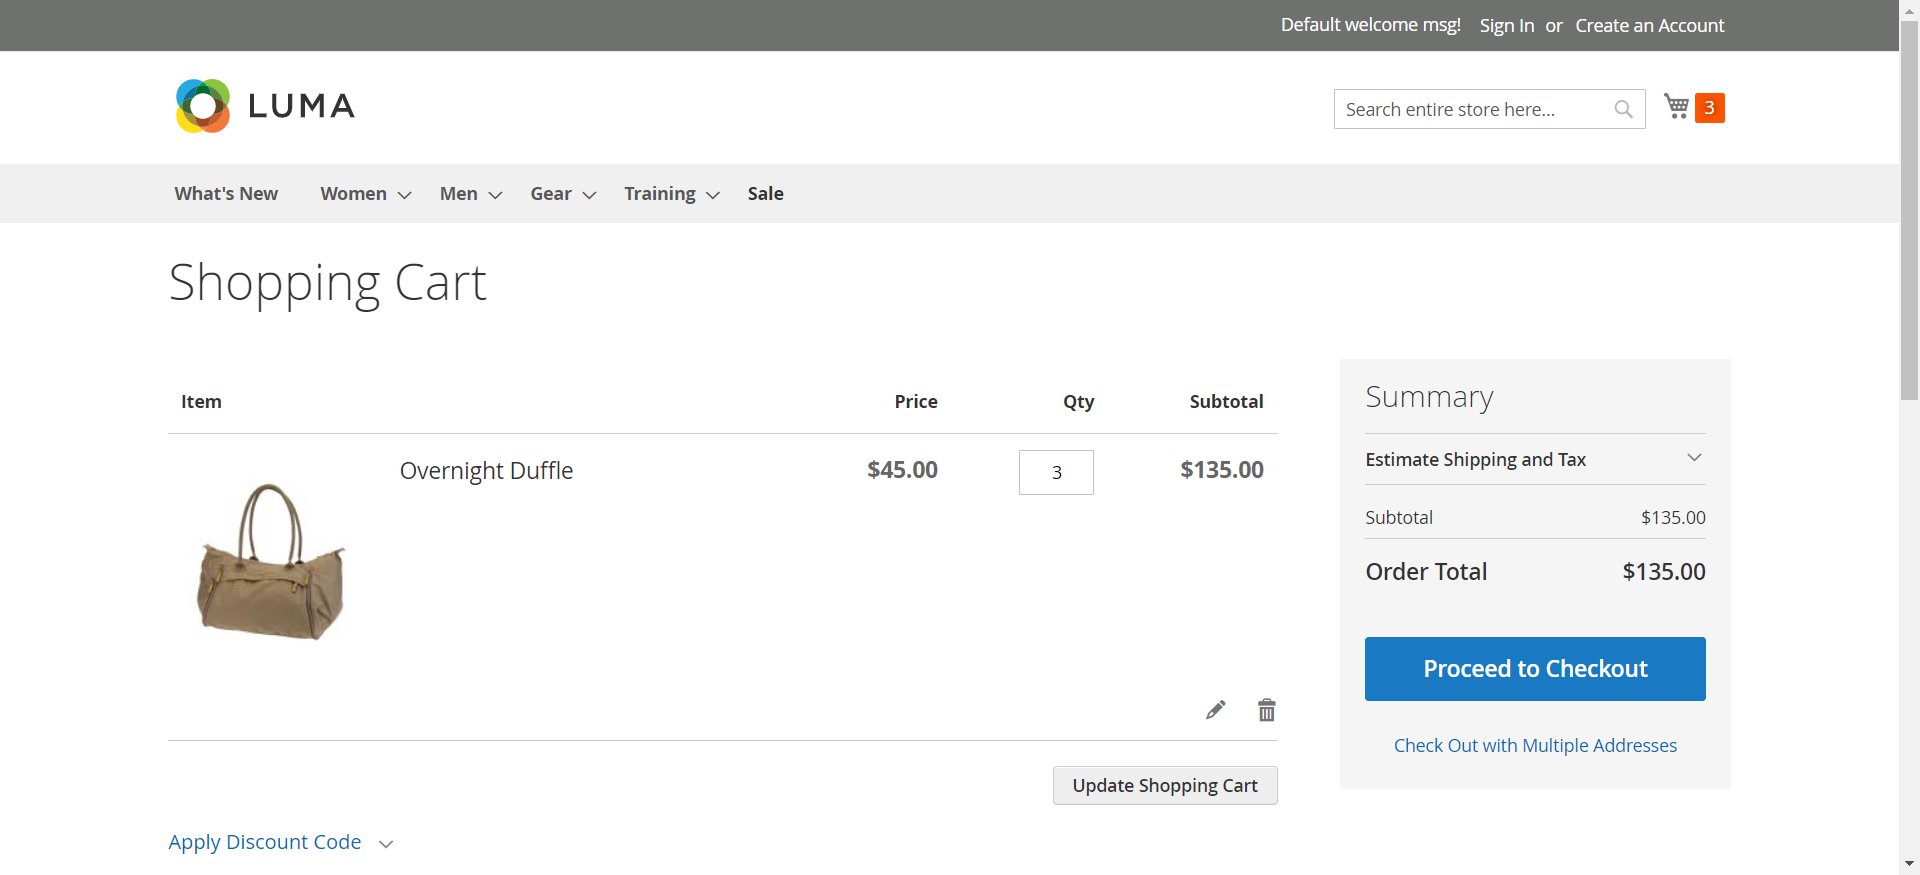 Default welcome msg! Sign In or Create an Account
LUMA
Search entire store here...
3
What's New Women Men Gear Training Sale
Shopping Cart
Item Price Qty Subtotal
Overnight Duffle $45.00 3 $135.00
Update Shopping Cart
Apply Discount Code
Summary
Estimate Shipping and Tax
Subtotal $135.00
Order Total $135.00
Proceed to Checkout
Check Out with Multiple Addresses